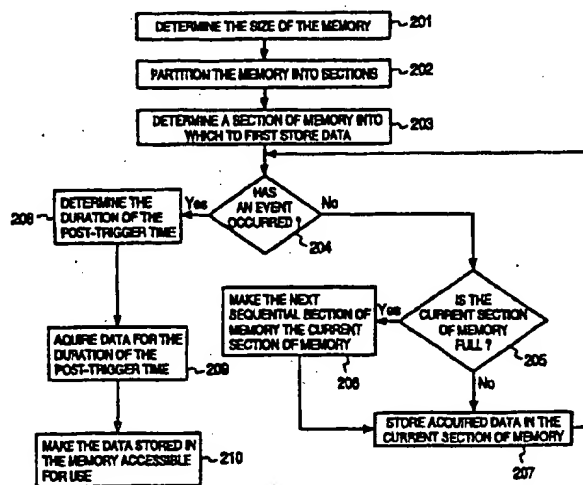 DETERMINE THE SIZE OF THE MEMORY
201
PARTITION THE MEMORY INTO SECTIONS
202
DETERMINE A SECTION OF MEMORY INTO
WHICH TO FIRST STORE DATA
203
HAS
AN EVENT
OCCURRED ?
204
Yes
No
DETERMINE THE
DURATION OF THE
POST-TRIGGER TIME
208
IS THE
CURRENT SECTION
OF MEMORY
FULL ?
205
Yes
No
MAKE THE NEXT
SEQUENTIAL SECTION OF
MEMORY THE CURRENT
SECTION OF MEMORY
206
AQUIRE DATA FOR THE
DURATION OF THE
POST-TRIGGER TIME
209
STORE ACQUIRED DATA IN THE
CURRENT SECTION OF MEMORY
207
MAKE THE DATA STORED IN
THE MEMORY ACCESSIBLE
FOR USE
210